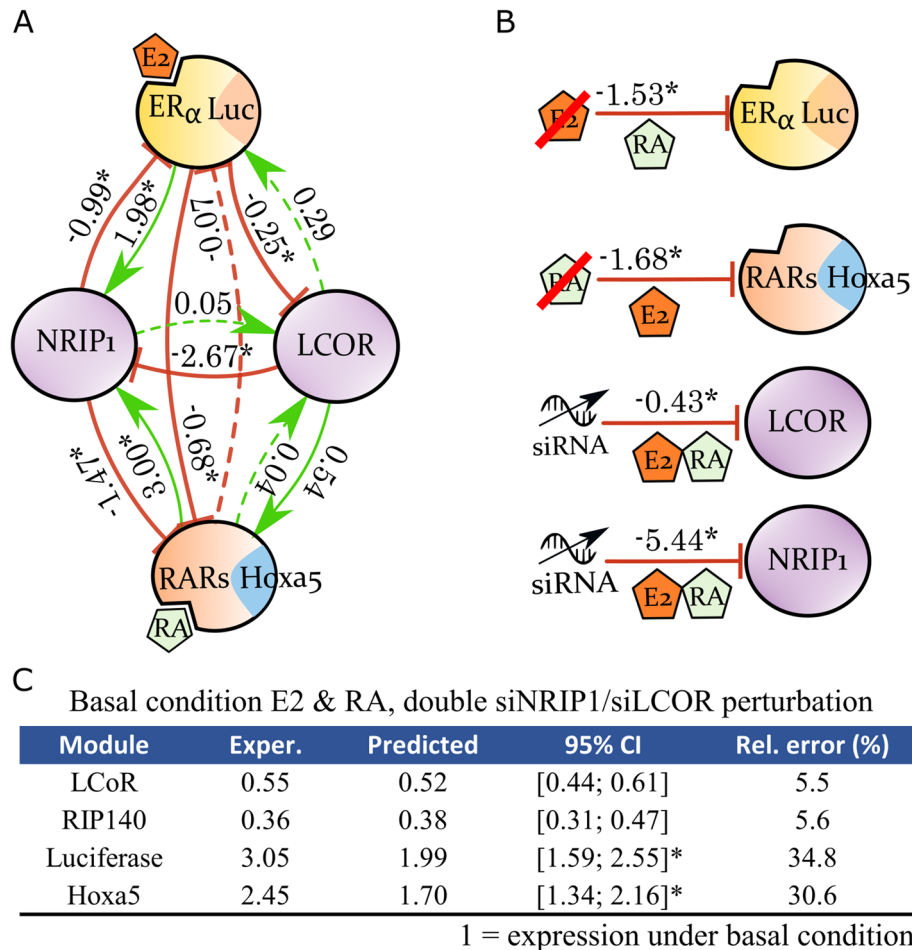 A
E2
ERα Luc
-0.99*
1.98*
-0.07
-0.25*
0.29
NRIP1
0.05
-2.67*
LCOR
-1.47*
3.00*
-0.68*
0.04
0.54
RARs Hoxa5
RA
B
E2
-1.53*
RA
ERα Luc
RA
-1.68*
E2
RARs Hoxa5
siRNA
-0.43*
E2 RA
LCOR
siRNA
-5.44*
E2 RA
NRIP1
C
Basal condition E2 & RA, double siNRIP1/siLCOR perturbation
Module Exper. Predicted 95% CI Rel. error (%)
LCoR 0.55 0.52 [0.44; 0.61] 5.5
RIP140 0.36 0.38 [0.31; 0.47] 5.6
Luciferase 3.05 1.99 [1.59; 2.55]* 34.8
Hoxa5 2.45 1.70 [1.34; 2.16]* 30.6
1 = expression under basal condition